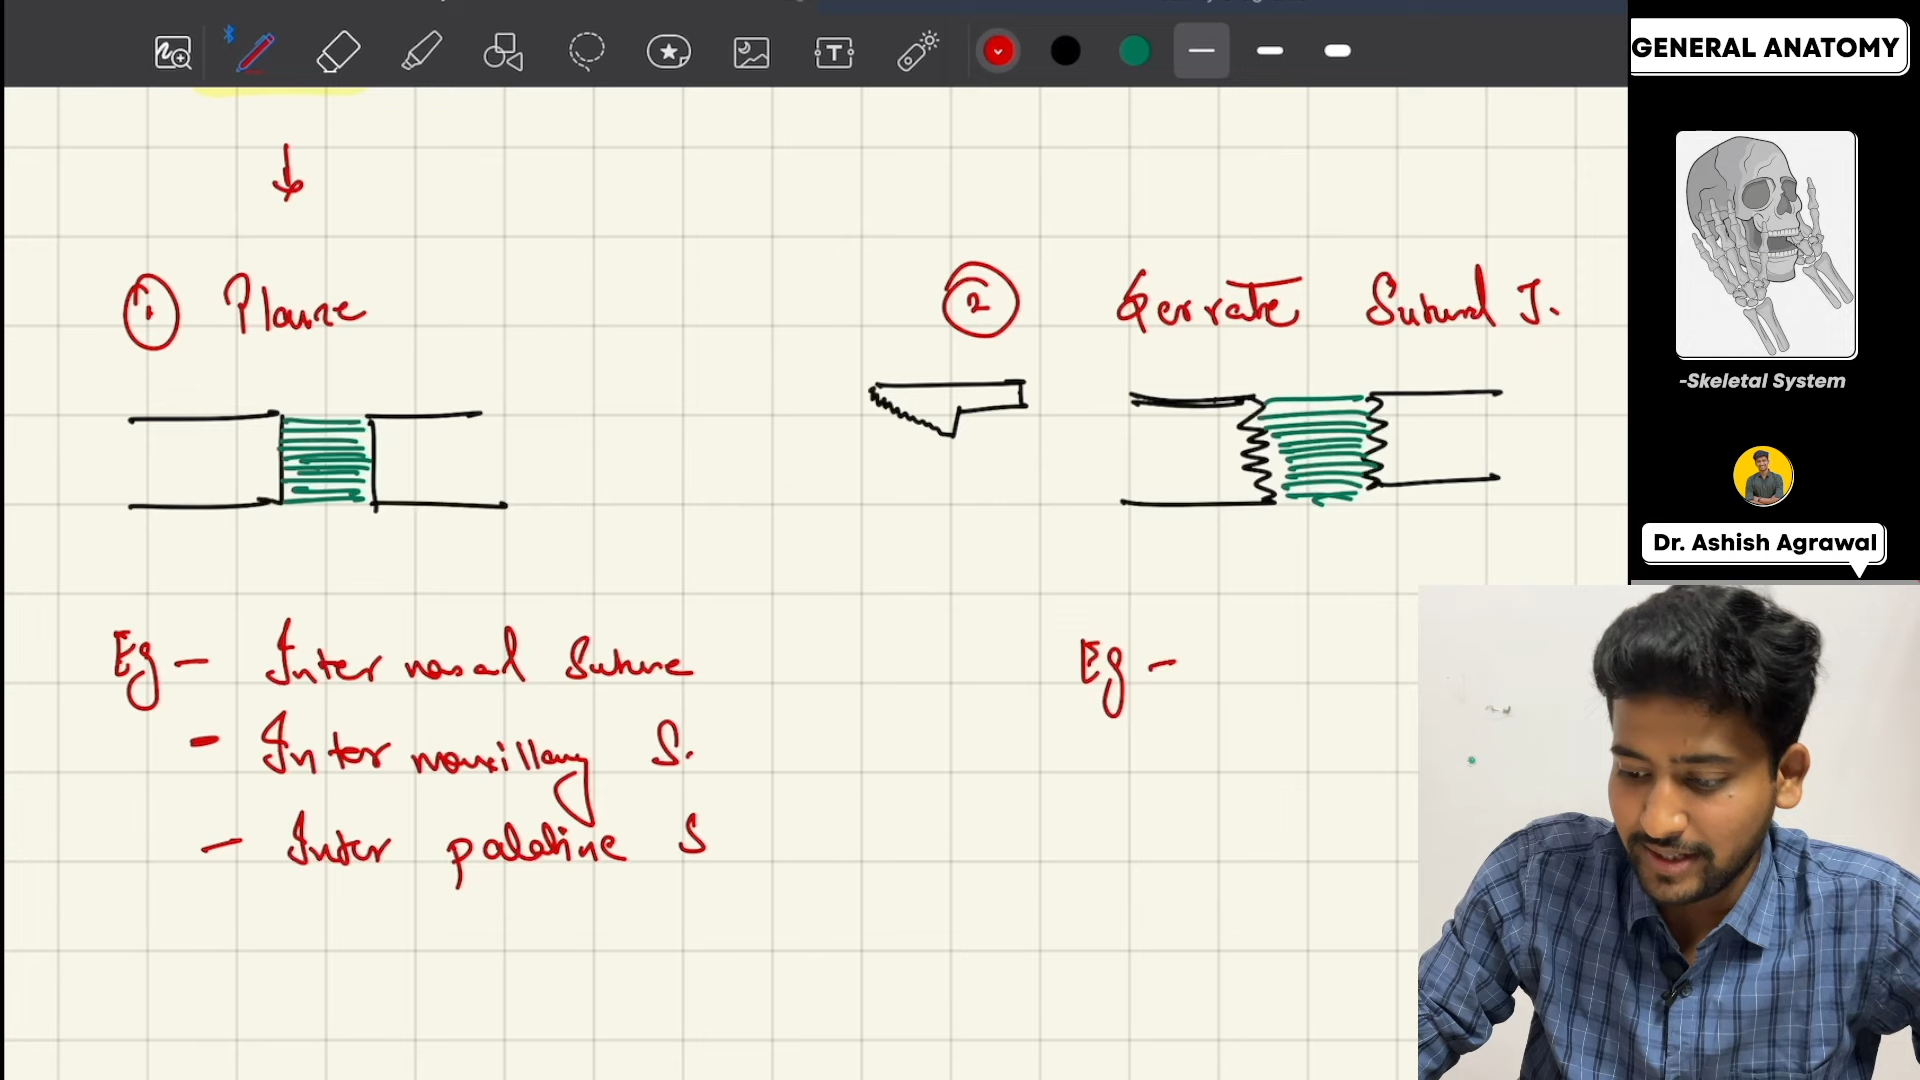 GENERAL ANATOMY
T
① Plane
② Serrate Sutural J.
-Skeletal System
Dr. Ashish Agrawal
Eg - Inter nasal Suture
- Inter maxillary S.
- Inter palatine S
Eg -